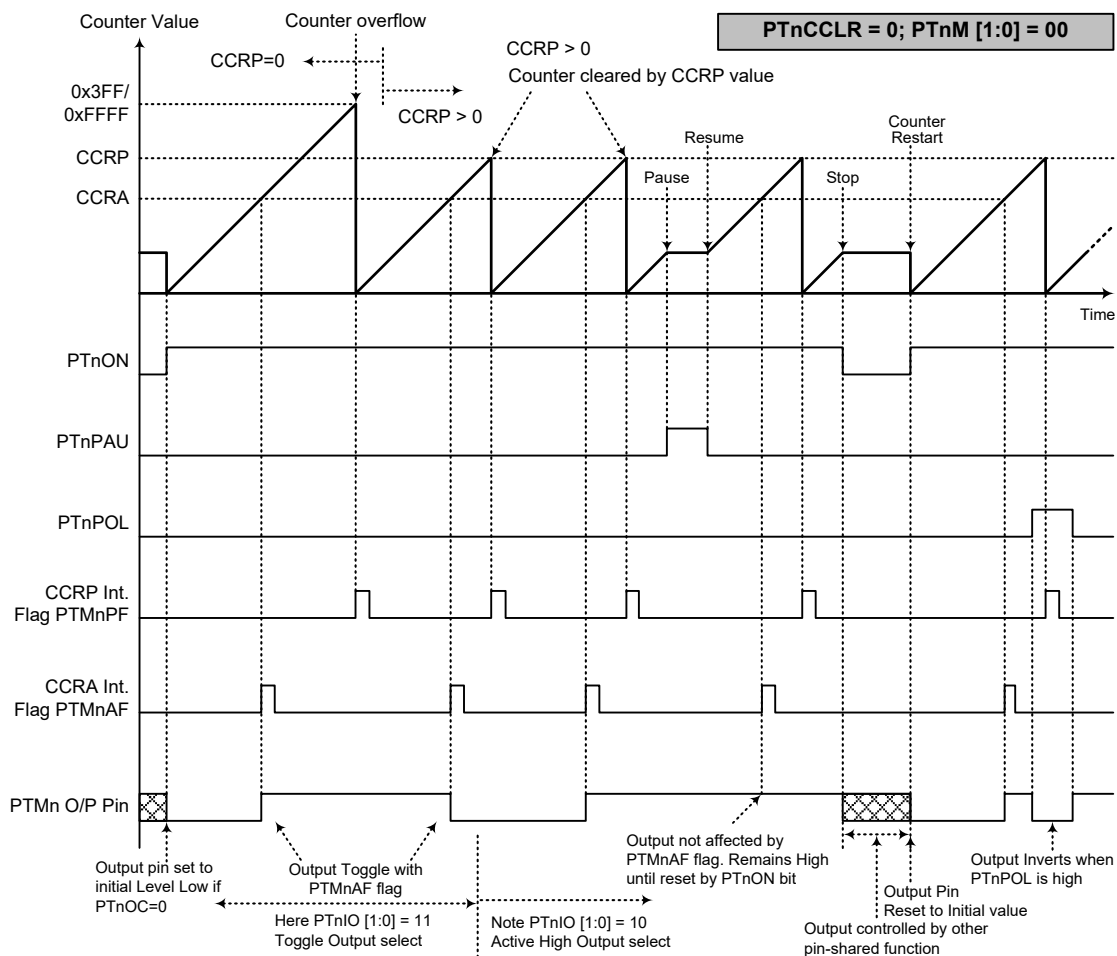 Counter Value
Counter overflow
PTnCCLR = 0; PTnM [1:0] = 00
CCRP=0
CCRP > 0
CCRP > 0
Counter cleared by CCRP value
0x3FF/
0xFFFF
CCRP
CCRA
Pause
Resume
Stop
Counter
Restart
Time
PTnON
PTnPAU
PTnPOL
CCRP Int.
Flag PTMnPF
CCRA Int.
Flag PTMnAF
PTMn O/P Pin
Output pin set to
initial Level Low if
PTnOC=0
Output Toggle with
PTMnAF flag
Here PTnIO [1:0] = 11
Toggle Output select
Note PTnIO [1:0] = 10
Active High Output select
Output not affected by
PTMnAF flag. Remains High
until reset by PTnON bit
Output controlled by other
pin-shared function
Output Pin
Reset to Initial value
Output Inverts when
PTnPOL is high